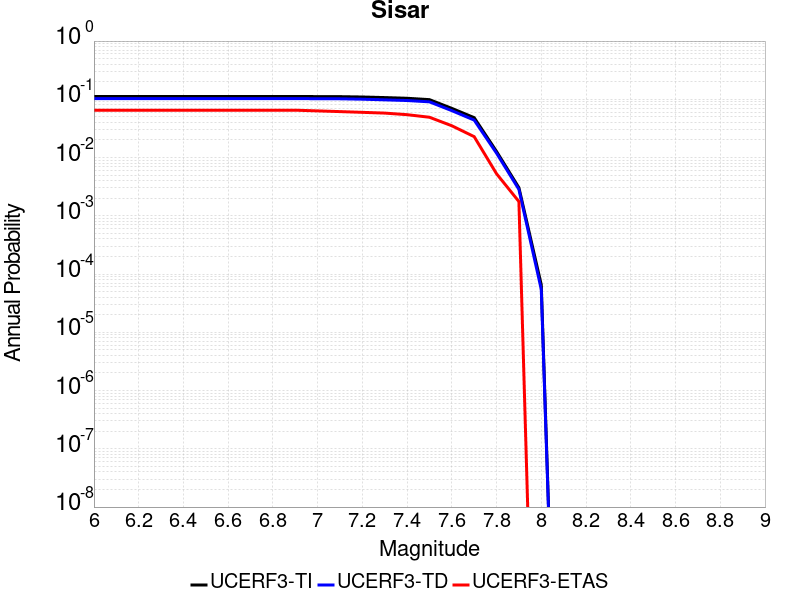 Sisar
10^0
10^-1
10^-2
10^-3
10^-4
10^-5
10^-6
10^-7
10^-8
Annual Probability
6 6.2 6.4 6.6 6.8 7 7.2 7.4 7.6 7.8 8 8.2 8.4 8.6 8.8 9
Magnitude
UCERF3-TI UCERF3-TD UCERF3-ETAS